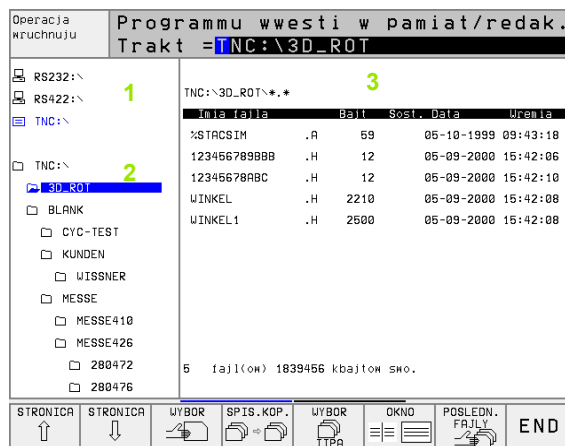 Operacja
wruchnuju
Programmu wwesti w pamiat/redak.
Trakt =TNC:\3D_ROT
RS232:\
RS422:\
TNC:\
1
TNC:\
2
3D_ROT
BLANK
CYC-TEST
KUNDEN
WISSNER
MESSE
MESSE410
MESSE426
280472
280476
3
TNC:\3D_ROT\*.*
Imia fajla Bajt Sost. Data Wremia
%STACSIM .A 59 05-10-1999 09:43:18
123456789BBB .H 12 05-09-2000 15:42:06
12345678ABC .H 12 05-09-2000 15:42:10
WINKEL .H 2210 05-09-2000 15:42:08
WINKEL1 .H 2500 05-09-2000 15:42:08
5 fajl(ow) 1839456 kbajtow swo.
STRONICA
STRONICA
WYBOR
SPIS.KOP.
WYBOR
TIPA
OKNO
POSLEDN.
FAJLY
END